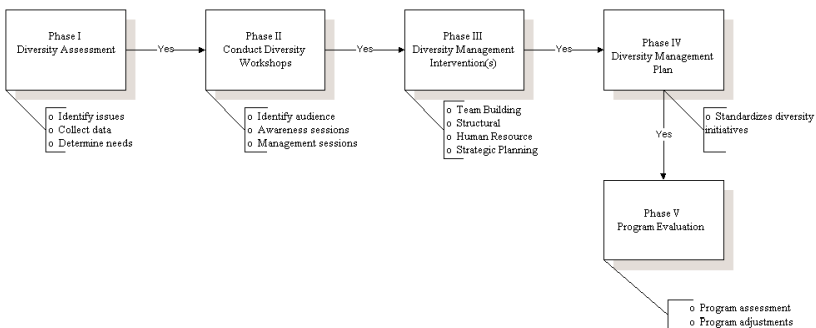 Phase I
Diversity Assessment
Yes
Phase II
Conduct Diversity
Workshops
Yes
Phase III
Diversity Management
Intervention(s)
Yes
Phase IV
Diversity Management
Plan
o Identify issues
o Collect data
o Determine needs
o Identify audience
o Awareness sessions
o Management sessions
o Team Building
o Structural
o Human Resource
o Strategic Planning
o Standardizes diversity
initiatives
Yes
Phase V
Program Evaluation
o Program assessment
o Program adjustments